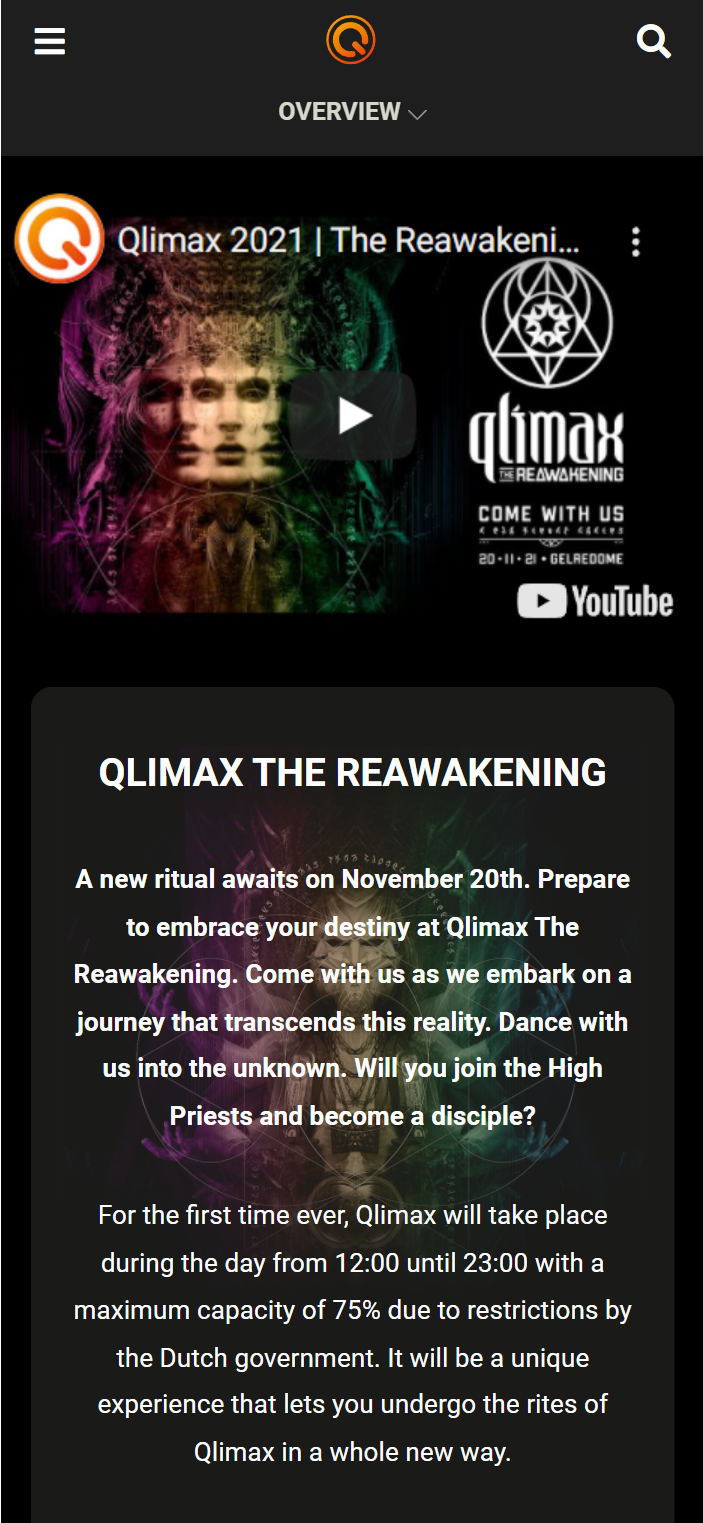 OVERVIEW
Qlimax 2021 | The Reawakeni...
qlimax
THE REAWAKENING
COME WITH US
20•11•21 • GELREDOME
YouTube
QLIMAX THE REAWAKENING
A new ritual awaits on November 20th. Prepare
to embrace your destiny at Qlimax The
Reawakening. Come with us as we embark on a
journey that transcends this reality. Dance with
us into the unknown. Will you join the High
Priests and become a disciple?
For the first time ever, Qlimax will take place
during the day from 12:00 until 23:00 with a
maximum capacity of 75% due to restrictions by
the Dutch government. It will be a unique
experience that lets you undergo the rites of
Qlimax in a whole new way.